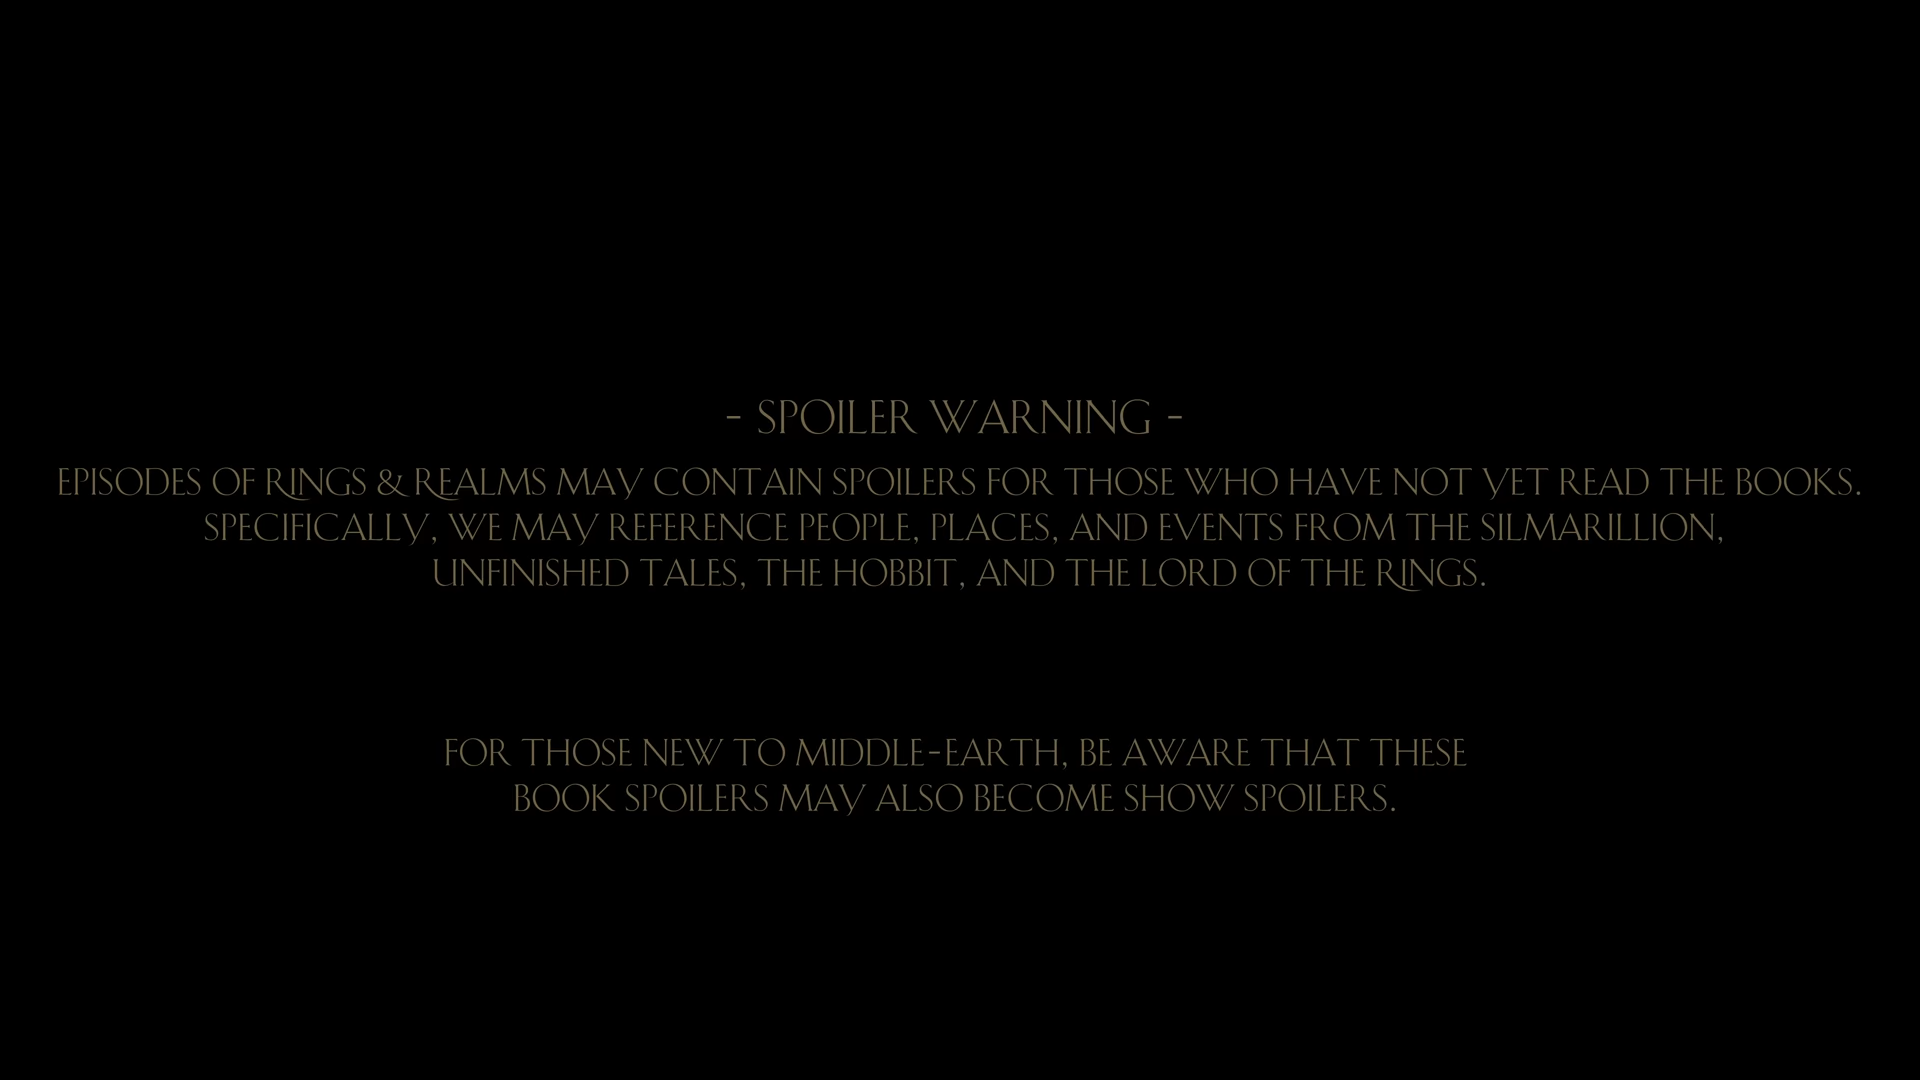 - SPOILER WARNING -
EPISODES OF RINGS & REALMS MAY CONTAIN SPOILERS FOR THOSE WHO HAVE NOT YET READ THE BOOKS.
SPECIFICALLY, WE MAY REFERENCE PEOPLE, PLACES, AND EVENTS FROM THE SILMARILLION,
UNFINISHED TALES, THE HOBBIT, AND THE LORD OF THE RINGS.
FOR THOSE NEW TO MIDDLE-EARTH, BE AWARE THAT THESE
BOOK SPOILERS MAY ALSO BECOME SHOW SPOILERS.